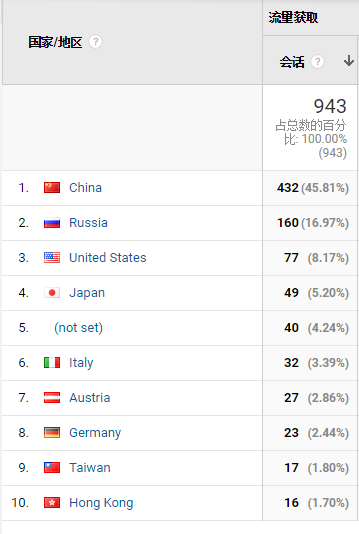 流量获取
国家/地区 ?
会话 ?
943
占总数的百分
比: 100.00%
(943)
1. China 432 (45.81%)
2. Russia 160 (16.97%)
3. United States 77 (8.17%)
4. Japan 49 (5.20%)
5. (not set) 40 (4.24%)
6. Italy 32 (3.39%)
7. Austria 27 (2.86%)
8. Germany 23 (2.44%)
9. Taiwan 17 (1.80%)
10. Hong Kong 16 (1.70%)